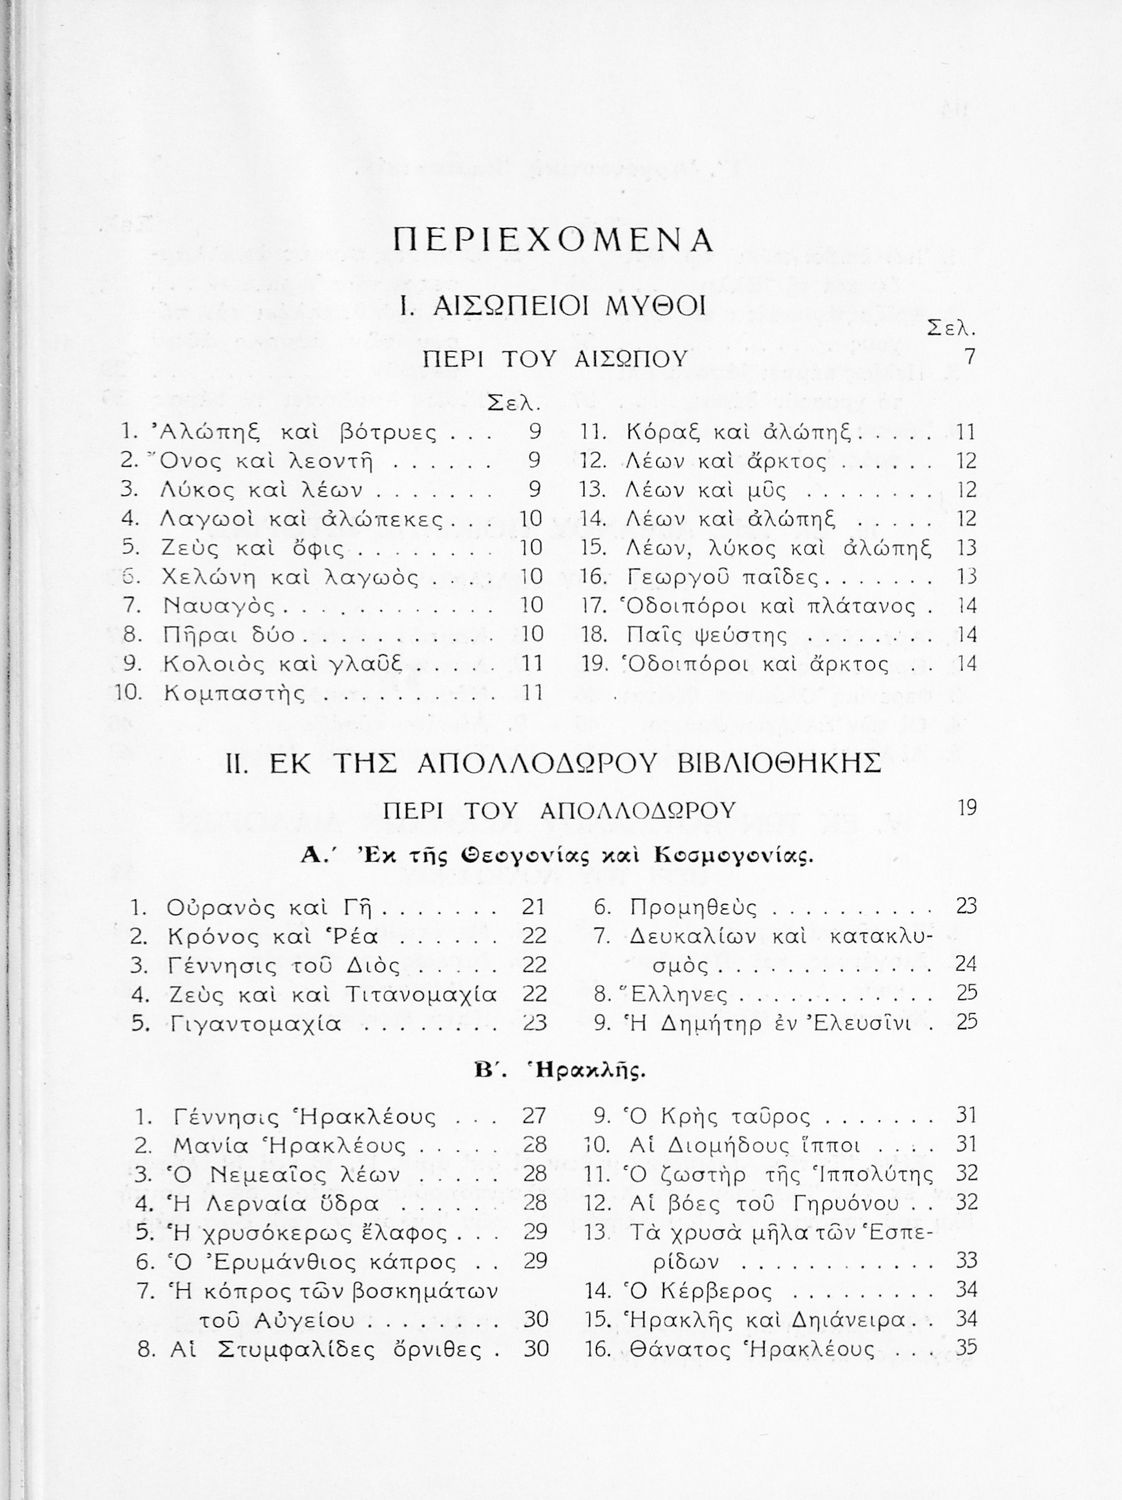 ΠΕΡΙΕΧΟΜΕΝΑ
Ι. ΑΙΣΩΠΕΙΟΙ ΜΥΘΟΙ
Σελ.
ΠΕΡΙ ΤΟΥ ΑΙΣΩΠΟΥ 7
Σελ.
1. Ἀλώπηξ καὶ βότρυες . . . 9
2. Ὄνος καὶ λεοντῆ . . . . . . 9
3. Λύκος καὶ λέων . . . . . . . 9
4. Λαγωοὶ καὶ ἀλώπεκες . . . 10
5. Ζεὺς καὶ ὄφις . . . . . . . . 10
6. Χελώνη καὶ λαγωὸς . . . . 10
7. Ναυαγὸς . . . . . . . . . . . 10
8. Πῆραι δύο . . . . . . . . . . 10
9. Κολοιὸς καὶ γλαῦξ . . . . . 11
10. Κομπαστὴς . . . . . . . . . . 11
11. Κόραξ καὶ ἀλώπηξ . . . . . 11
12. Λέων καὶ ἄρκτος . . . . . . 12
13. Λέων καὶ μῦς . . . . . . . . 12
14. Λέων καὶ ἀλώπηξ . . . . . 12
15. Λέων, λύκος καὶ ἀλώπηξ 13
16. Γεωργοῦ παῖδες . . . . . . . 13
17. Ὁδοιπόροι καὶ πλάτανος . 14
18. Παῖς ψεύστης . . . . . . . . 14
19. Ὁδοιπόροι καὶ ἄρκτος . . 14
ΙΙ. ΕΚ ΤΗΣ ΑΠΟΛΛΟΔΩΡΟΥ ΒΙΒΛΙΟΘΗΚΗΣ
ΠΕΡΙ ΤΟΥ ΑΠΟΛΛΟΔΩΡΟΥ 19
Α.′ Ἐκ τῆς Θεογονίας καὶ Κοσμογονίας.
1. Οὐρανὸς καὶ Γῆ . . . . . . . 21
2. Κρόνος καὶ Ῥέα . . . . . . 22
3. Γέννησις τοῦ Διὸς . . . . . 22
4. Ζεὺς καὶ καὶ Τιτανομαχία 22
5. Γιγαντομαχία . . . . . . . . 23
6. Προμηθεὺς . . . . . . . . . . 23
7. Δευκαλίων καὶ κατακλυ-
σμὸς . . . . . . . . . . . . . 24
8. Ἕλληνες . . . . . . . . . . . . 25
9. Ἡ Δημήτηρ ἐν Ἐλευσῖνι . 25
Β′. Ἡρακλῆς.
1. Γέννησις Ἡρακλέους . . . 27
2. Μανία Ἡρακλέους . . . . . 28
3. Ὁ Νεμεαῖος λέων . . . . . 28
4. Ἡ Λερναία ὕδρα . . . . . . 28
5. Ἡ χρυσόκερως ἔλαφος . . . 29
6. Ὁ Ἐρυμάνθιος κάπρος . . 29
7. Ἡ κόπρος τῶν βοσκημάτων
τοῦ Αὐγείου . . . . . . . . 30
8. Αἱ Στυμφαλίδες ὄρνιθες . 30
9. Ὁ Κρὴς ταῦρος . . . . . . . 31
10. Αἱ Διομήδους ἵπποι . . . . 31
11. Ὁ ζωστὴρ τῆς Ἱππολύτης 32
12. Αἱ βόες τοῦ Γηρυόνου . . 32
13. Τὰ χρυσᾶ μῆλα τῶν Ἑσπε-
ρίδων . . . . . . . . . . . . 33
14. Ὁ Κέρβερος . . . . . . . . . 34
15. Ἡρακλῆς καὶ Δηιάνειρα . . 34
16. Θάνατος Ἡρακλέους . . . 35